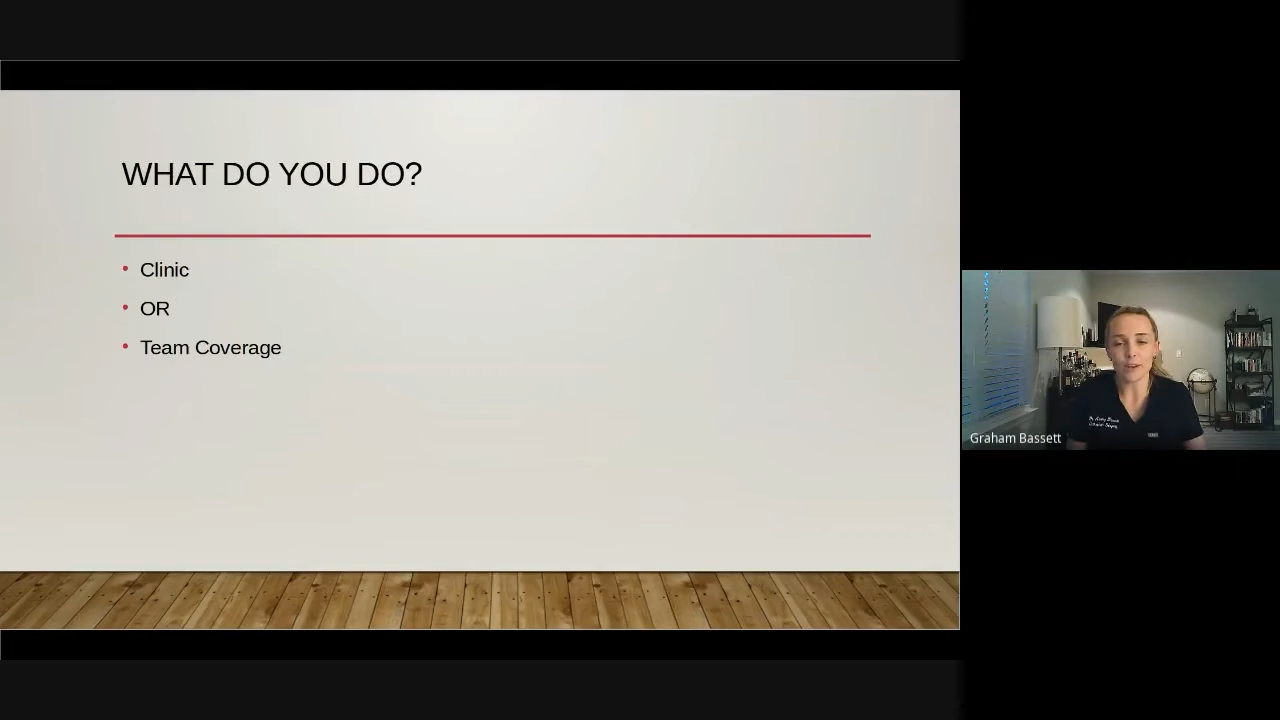 WHAT DO YOU DO?
• Clinic
• OR
• Team Coverage
Graham Bassett